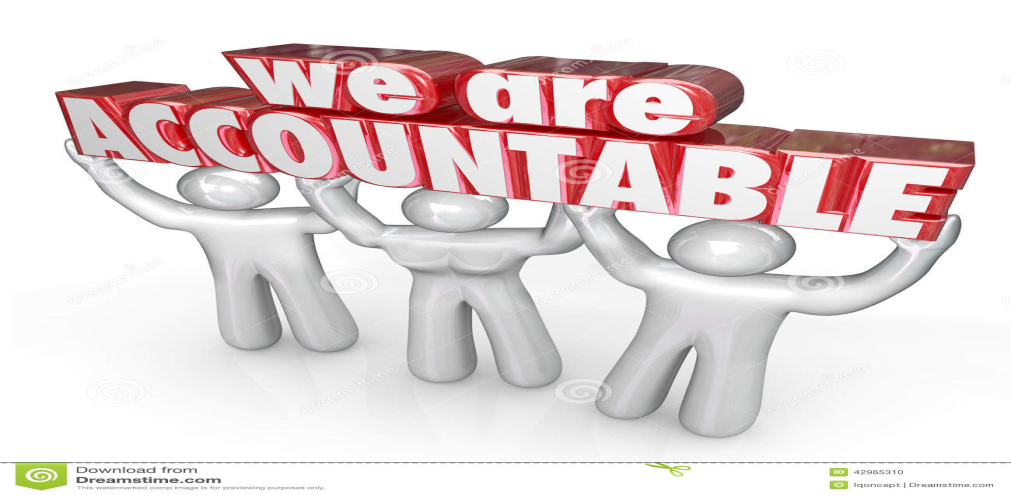 we are
ACCOUNTABLE
Download from
Dreamstime.com
This watermarked comp image is for previewing purposes only.
ID 42965310
Iqoncept | Dreamstime.com